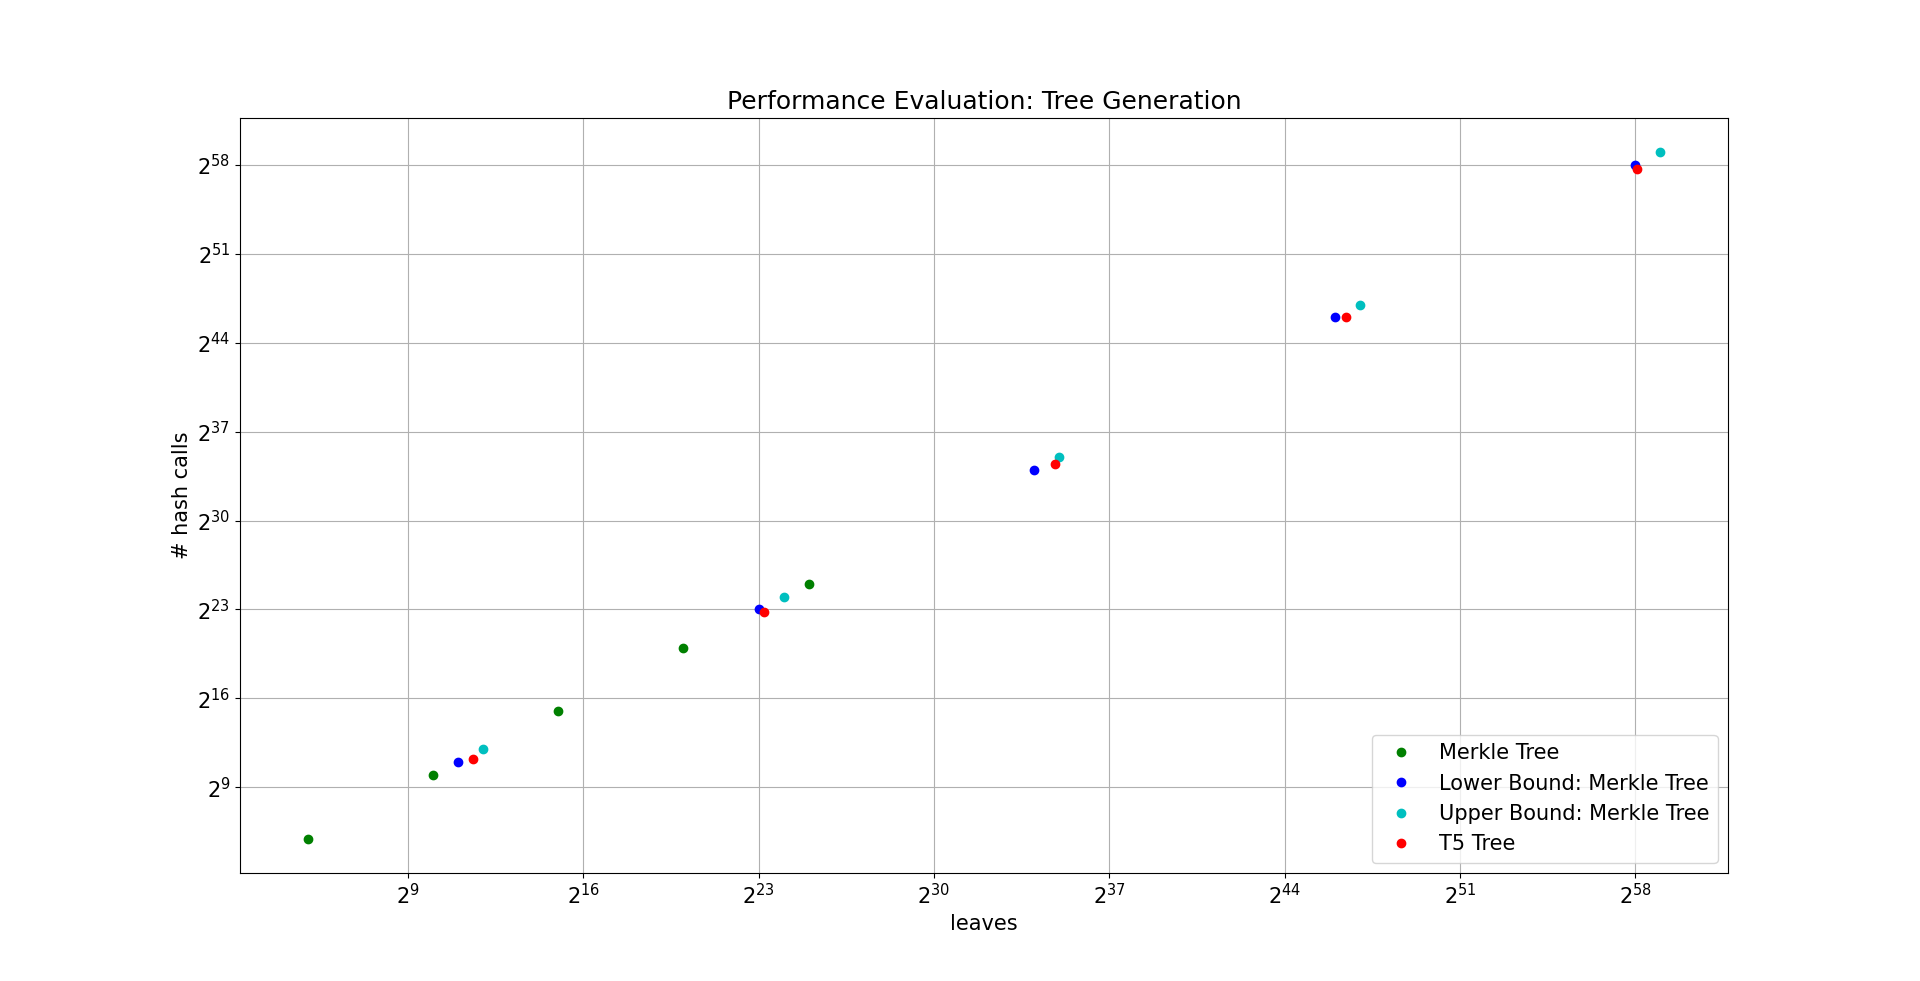 Performance Evaluation: Tree Generation
2^58
2^51
2^44
2^37
2^30
2^23
2^16
2^9
# hash calls
Merkle Tree
Lower Bound: Merkle Tree
Upper Bound: Merkle Tree
T5 Tree
2^9 2^16 2^23 2^30 2^37 2^44 2^51 2^58
leaves